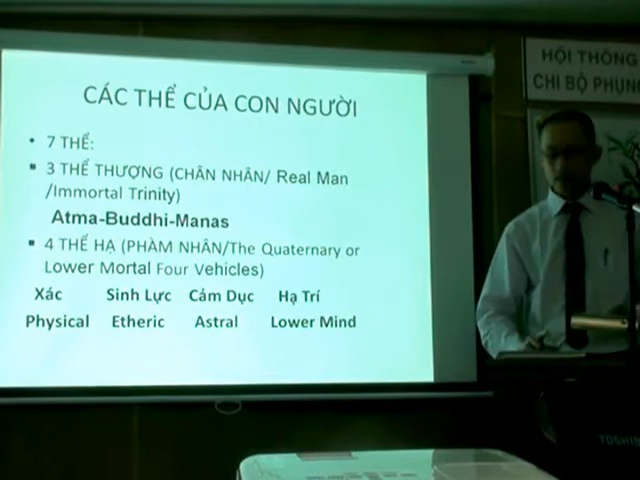 CÁC THỂ CỦA CON NGƯỜI
7 THỂ:
3 THỂ THƯỢNG (CHÂN NHÂN/ Real Man
/Immortal Trinity)
Atma-Buddhi-Manas
4 THỂ HẠ (PHÀM NHÂN/The Quaternary or
Lower Mortal Four Vehicles)
Xác Sinh Lực Cảm Dục Hạ Trí
Physical Etheric Astral Lower Mind
HỘI THÔNG
CHI BỘ PHỤNG
TOSHIB